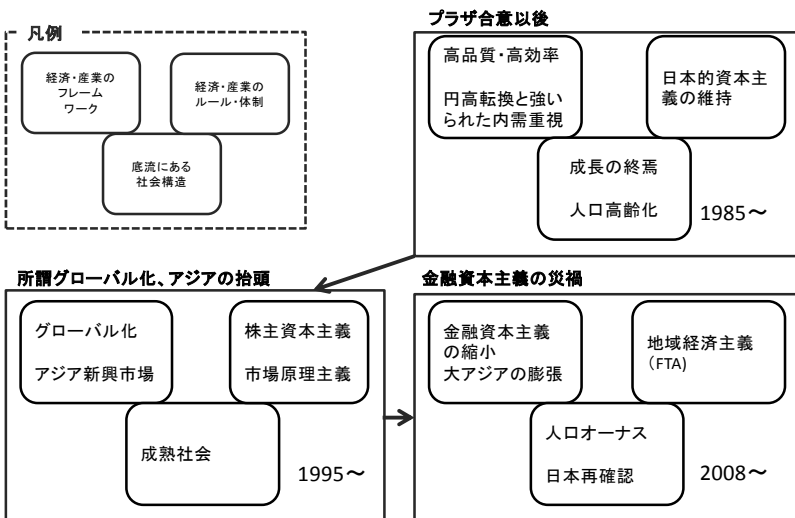 凡例
経済・産業の
フレーム
ワーク
経済・産業の
ルール・体制
底流にある
社会構造
プラザ合意以後
高品質・高効率
円高転換と強い
られた内需重視
日本的資本主
義の維持
成長の終焉
人口高齢化
1985～
所謂グローバル化、アジアの抬頭
グローバル化
アジア新興市場
株主資本主義
市場原理主義
成熟社会
1995～
金融資本主義の災禍
金融資本主義
の縮小
大アジアの膨張
地域経済主義
(FTA)
人口オーナス
日本再確認
2008～